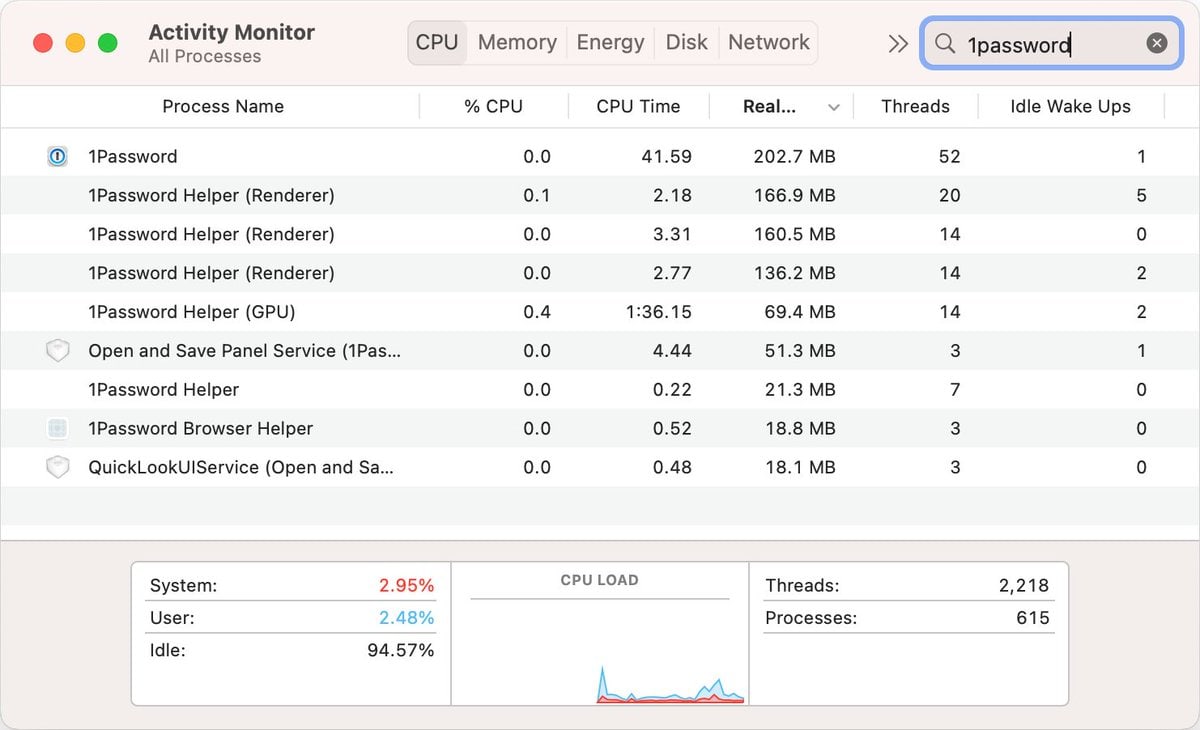 Activity Monitor
All Processes
CPU Memory Energy Disk Network
1password
Process Name % CPU CPU Time Real... Threads Idle Wake Ups
1Password 0.0 41.59 202.7 MB 52 1
1Password Helper (Renderer) 0.1 2.18 166.9 MB 20 5
1Password Helper (Renderer) 0.0 3.31 160.5 MB 14 0
1Password Helper (Renderer) 0.0 2.77 136.2 MB 14 2
1Password Helper (GPU) 0.4 1:36.15 69.4 MB 14 2
Open and Save Panel Service (1Pas... 0.0 4.44 51.3 MB 3 1
1Password Helper 0.0 0.22 21.3 MB 7 0
1Password Browser Helper 0.0 0.52 18.8 MB 3 0
QuickLookUIService (Open and Sa... 0.0 0.48 18.1 MB 3 0
System: 2.95%
User: 2.48%
Idle: 94.57%
CPU LOAD
Threads: 2,218
Processes: 615